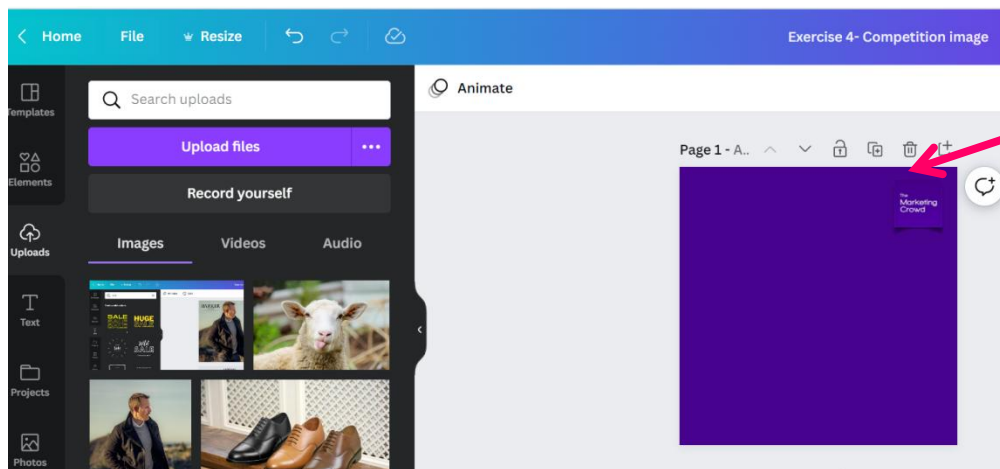 Home File Resize Exercise 4- Competition image
Templates
Search uploads
Animate
Upload files
Elements
Page 1 - A..
Record yourself
The
Marketing
Crowd
Uploads
Images Videos Audio
SALE HUGE
SALE
Text
Projects
Photos